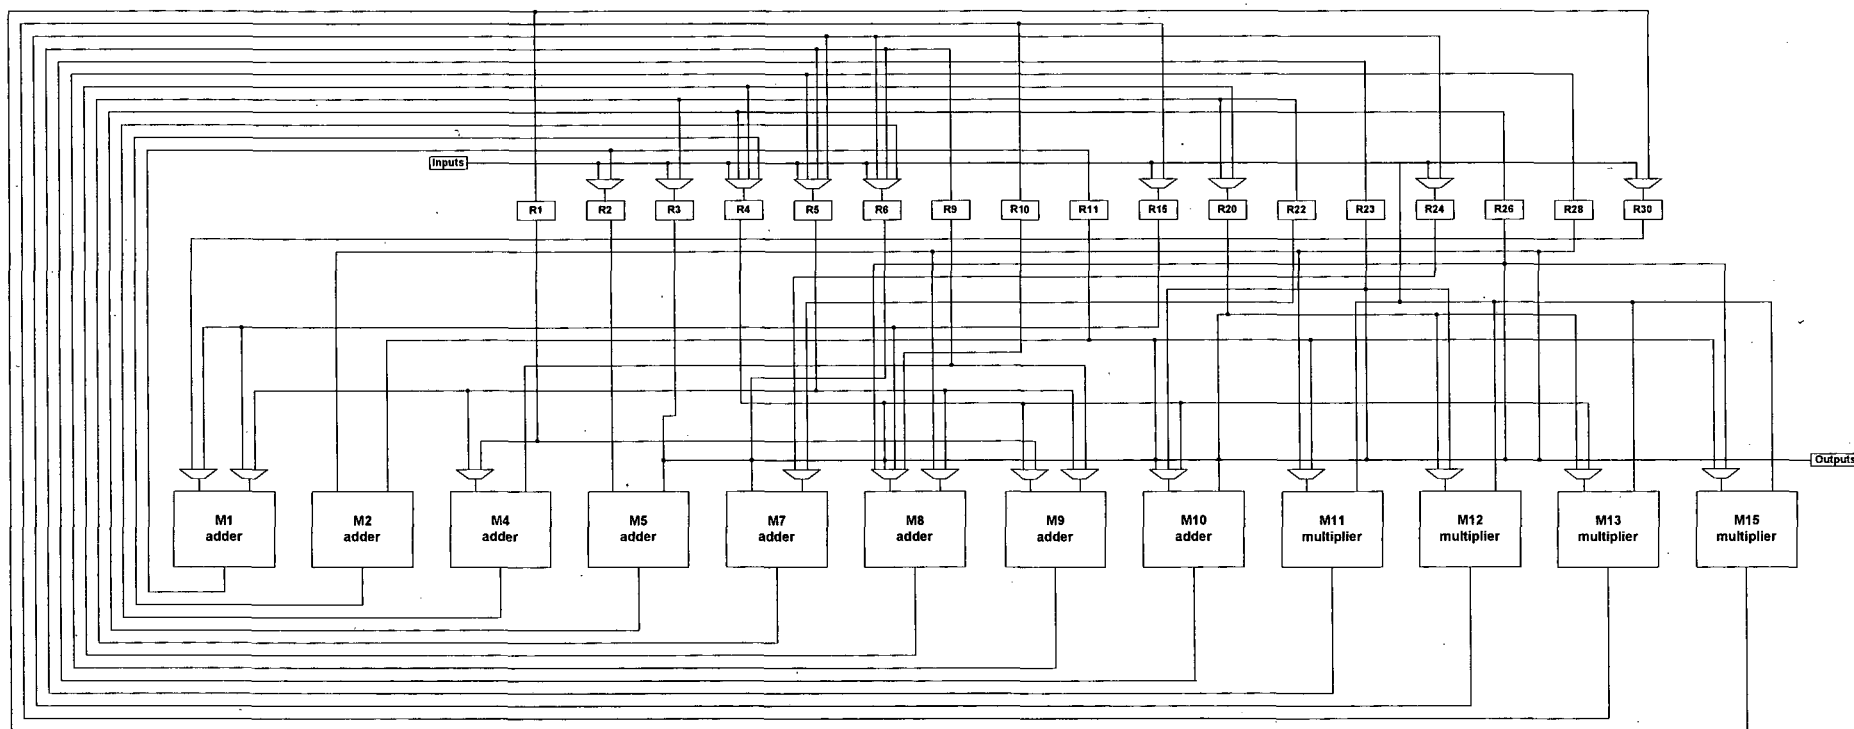 Inputs
R1 R2 R3 R4 R5 R6 R9 R10 R11 R15 R20 R22 R23 R24 R26 R28 R30
Outputs
M1 M2 M4 M5 M7 M8 M9 M10 M11 M12 M13 M15
adder adder adder adder adder adder adder adder multiplier multiplier multiplier multiplier